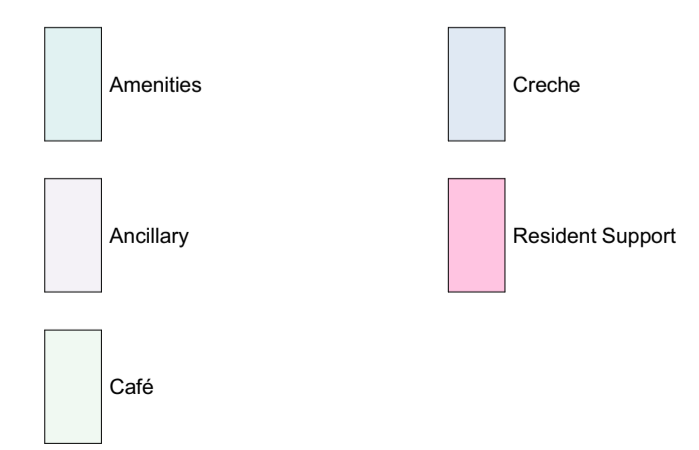 Amenities
Creche
Ancillary
Resident Support
Café